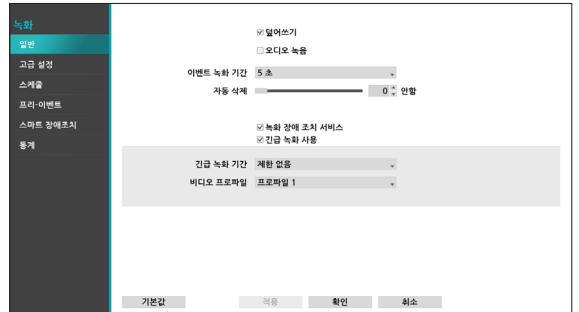 녹화
일반
고급 설정
스케줄
프리-이벤트
스마트 장애조치
통계
덮어쓰기
오디오 녹음
이벤트 녹화 기간 5 초
자동 삭제 0 안함
녹화 장애 조치 서비스
긴급 녹화 사용
긴급 녹화 기간 제한 없음
비디오 프로파일 프로파일 1
기본값 적용 확인 취소